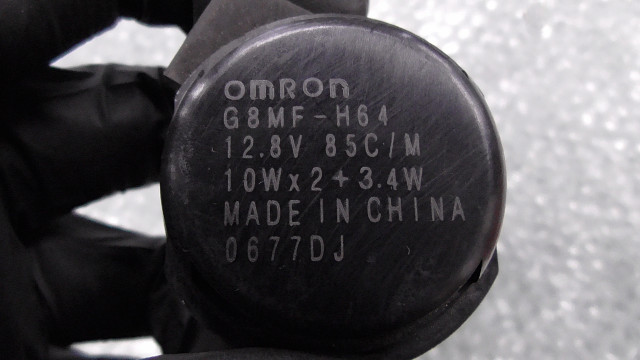 OMRON
G8MF-H64
12.8V 85C/M
10Wx2+3.4W
MADE IN CHINA
0677DJ